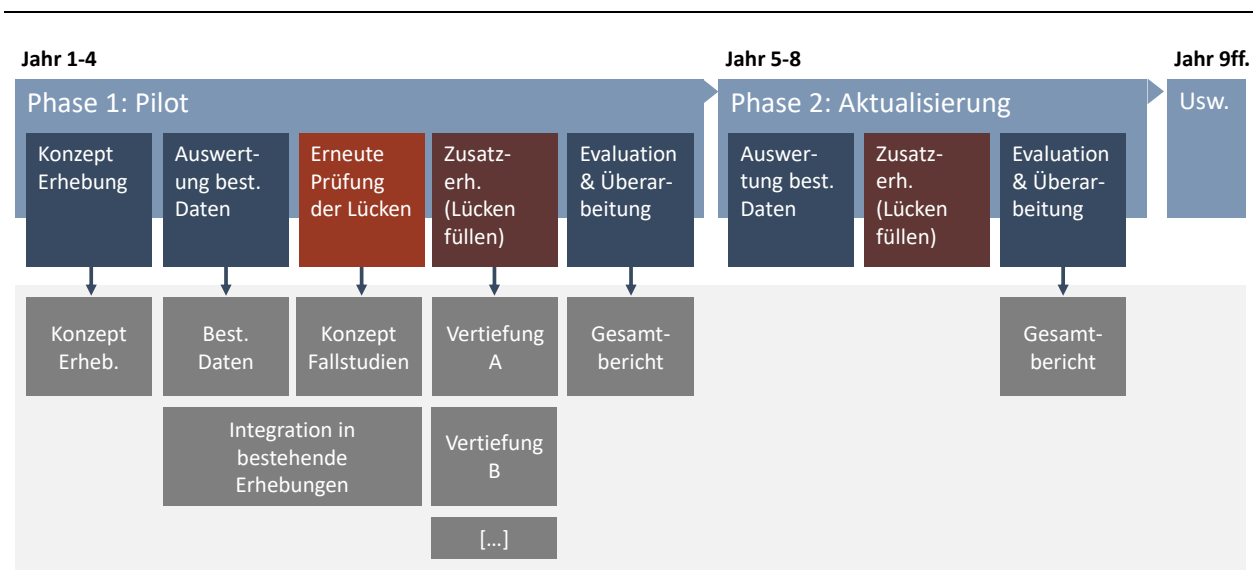 Jahr 1-4
Jahr 5-8
Jahr 9ff.
Phase 1: Pilot
Phase 2: Aktualisierung
Usw.
Konzept
Erhebung
Auswert-
ung best.
Daten
Erneute
Prüfung
der Lücken
Zusatz-
erh.
(Lücken
füllen)
Evaluation
& Überar-
beitung
Auswer-
tung best.
Daten
Zusatz-
erh.
(Lücken
füllen)
Evaluation
& Überar-
beitung
Konzept
Erheb.
Best.
Daten
Konzept
Fallstudien
Vertiefung
A
Gesamt-
bericht
Gesamt-
bericht
Integration in
bestehende
Erhebungen
Vertiefung
B
[...]